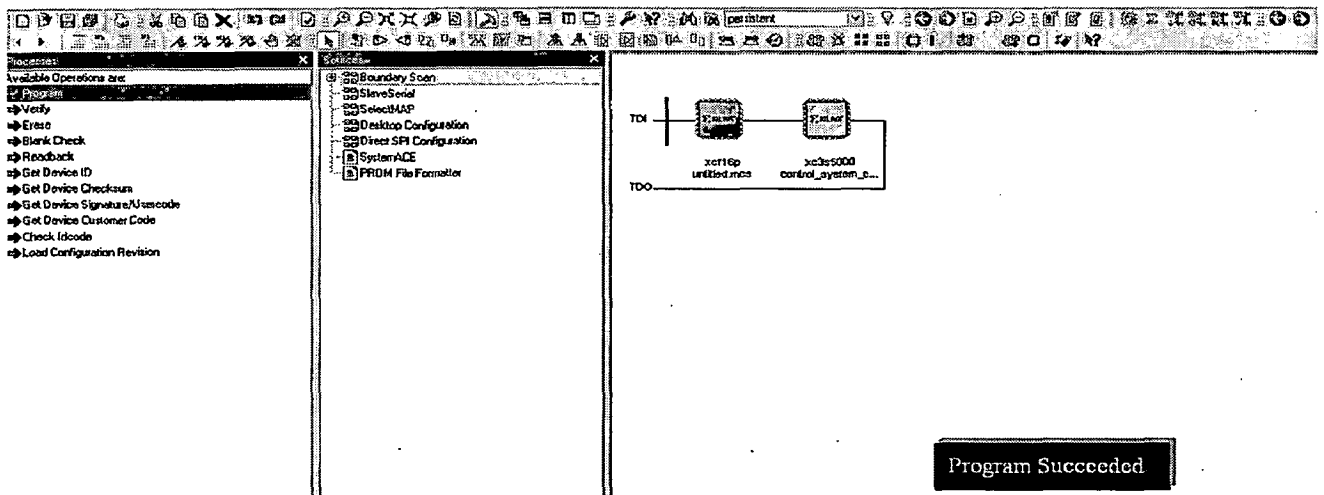 persistent
Processes
Available Operations are:
Program
Verify
Erase
Blank Check
Readback
Get Device ID
Get Device Checksum
Get Device Signature/Usercode
Get Device Customer Code
Check Idcode
Load Configuration Revision
Sources
Boundary Scan
SlaveSerial
SelectMAP
Desktop Configuration
Direct SPI Configuration
SystemACE
PROM File Formatter
TDI
xcf16p
untitled.mcs
xc3s5000
control_system_c...
TDO
Program Succeeded